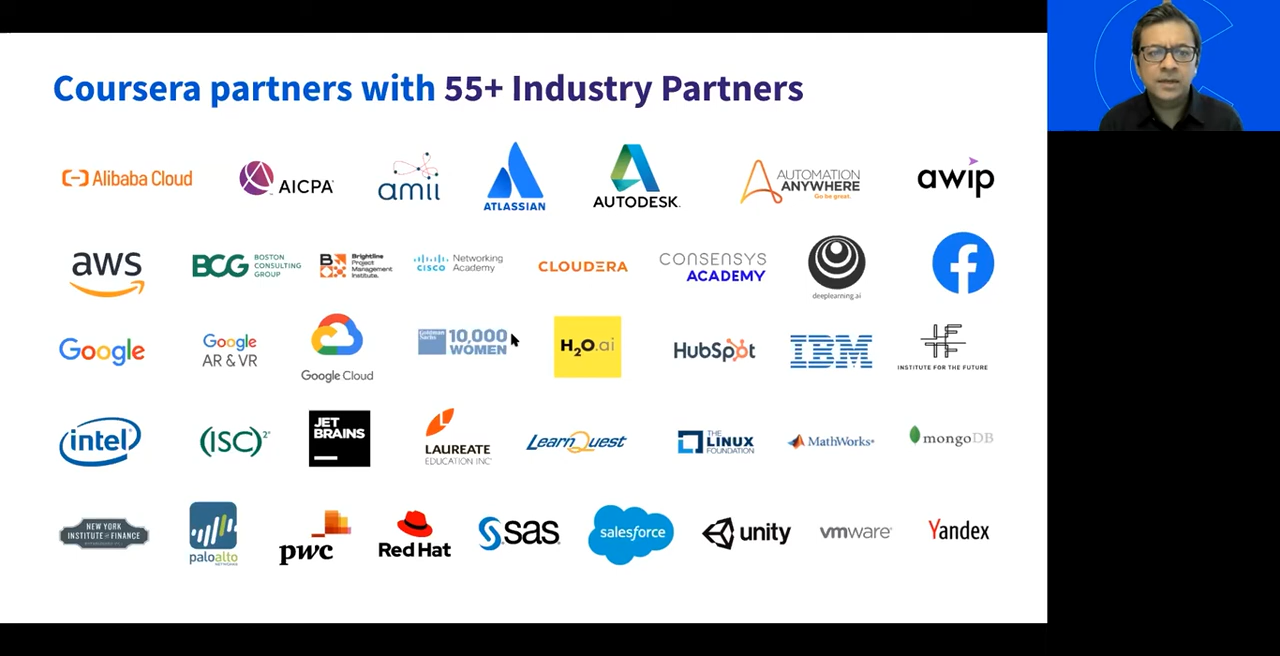 Coursera partners with 55+ Industry Partners
Alibaba Cloud
AICPA
amii
ATLASSIAN
AUTODESK.
AUTOMATION
ANYWHERE
Go be great.
awip
aws
BCG
BOSTON
CONSULTING
GROUP
Brightline
Project
Management
Institute.
CISCO
Networking
Academy
CLOUDERA
CONSENSYS
ACADEMY
deeplearning.ai
f
Google
Google
AR & VR
Google Cloud
Goldman
Sachs
10,000
WOMEN
H2O.ai
HubSpot
IBM
INSTITUTE FOR THE FUTURE
intel
(ISC)²
JET
BRAINS
LAUREATE
EDUCATION INC
LearnQuest
THE
LINUX
FOUNDATION
MathWorks
mongoDB
NEW YORK
INSTITUTE OF FINANCE
paloalto
NETWORKS
pwc
Red Hat
sas
salesforce
unity
vmware
Yandex